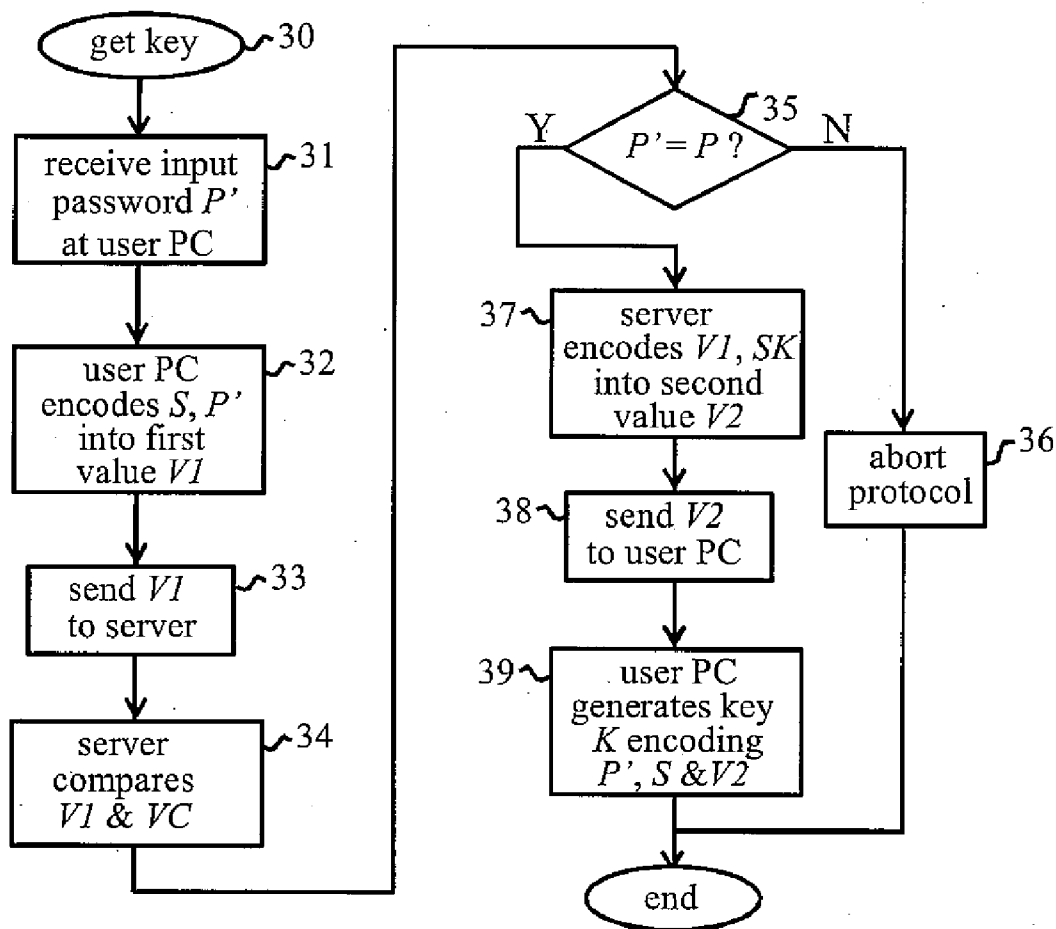 get key
30
receive input
password P’
at user PC
31
user PC
encodes S, P’
into first
value V1
32
send V1
to server
33
server
compares
V1 & VC
34
P’ = P ?
35
Y
N
server
encodes V1, SK
into second
value V2
37
abort
protocol
36
send V2
to user PC
38
user PC
generates key
K encoding
P’, S &V2
39
end